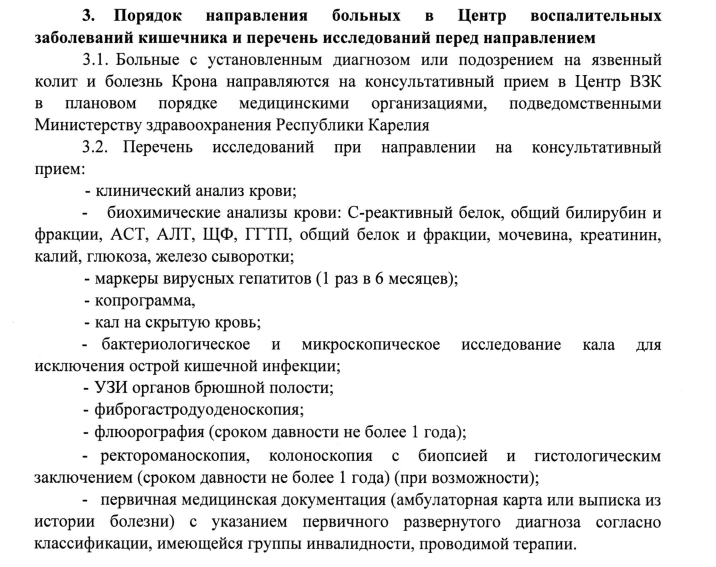 3. Порядок направления больных в Центр воспалительных
заболеваний кишечника и перечень исследований перед направлением
3.1. Больные с установленным диагнозом или подозрением на язвенный
колит и болезнь Крона направляются на консультативный прием в Центр ВЗК
в плановом порядке медицинскими организациями, подведомственными
Министерству здравоохранения Республики Карелия
3.2. Перечень исследований при направлении на консультативный
прием:
- клинический анализ крови;
- биохимические анализы крови: С-реактивный белок, общий билирубин и
фракции, АСТ, АЛТ, ЩФ, ГГТП, общий белок и фракции, мочевина, креатинин,
калий, глюкоза, железо сыворотки;
- маркеры вирусных гепатитов (1 раз в 6 месяцев);
- копрограмма,
- кал на скрытую кровь;
- бактериологическое и микроскопическое исследование кала для
исключения острой кишечной инфекции;
- УЗИ органов брюшной полости;
- фиброгастродуоденоскопия;
- флюорография (сроком давности не более 1 года);
- ректороманоскопия, колоноскопия с биопсией и гистологическим
заключением (сроком давности не более 1 года) (при возможности);
- первичная медицинская документация (амбулаторная карта или выписка из
истории болезни) с указанием первичного развернутого диагноза согласно
классификации, имеющейся группы инвалидности, проводимой терапии.